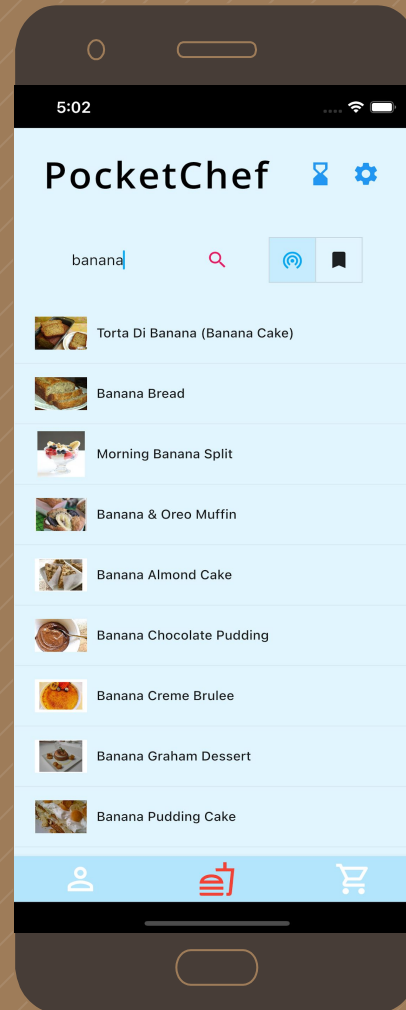 5:02
PocketChef
banana
Torta Di Banana (Banana Cake)
Banana Bread
Morning Banana Split
Banana & Oreo Muffin
Banana Almond Cake
Banana Chocolate Pudding
Banana Creme Brulee
Banana Graham Dessert
Banana Pudding Cake